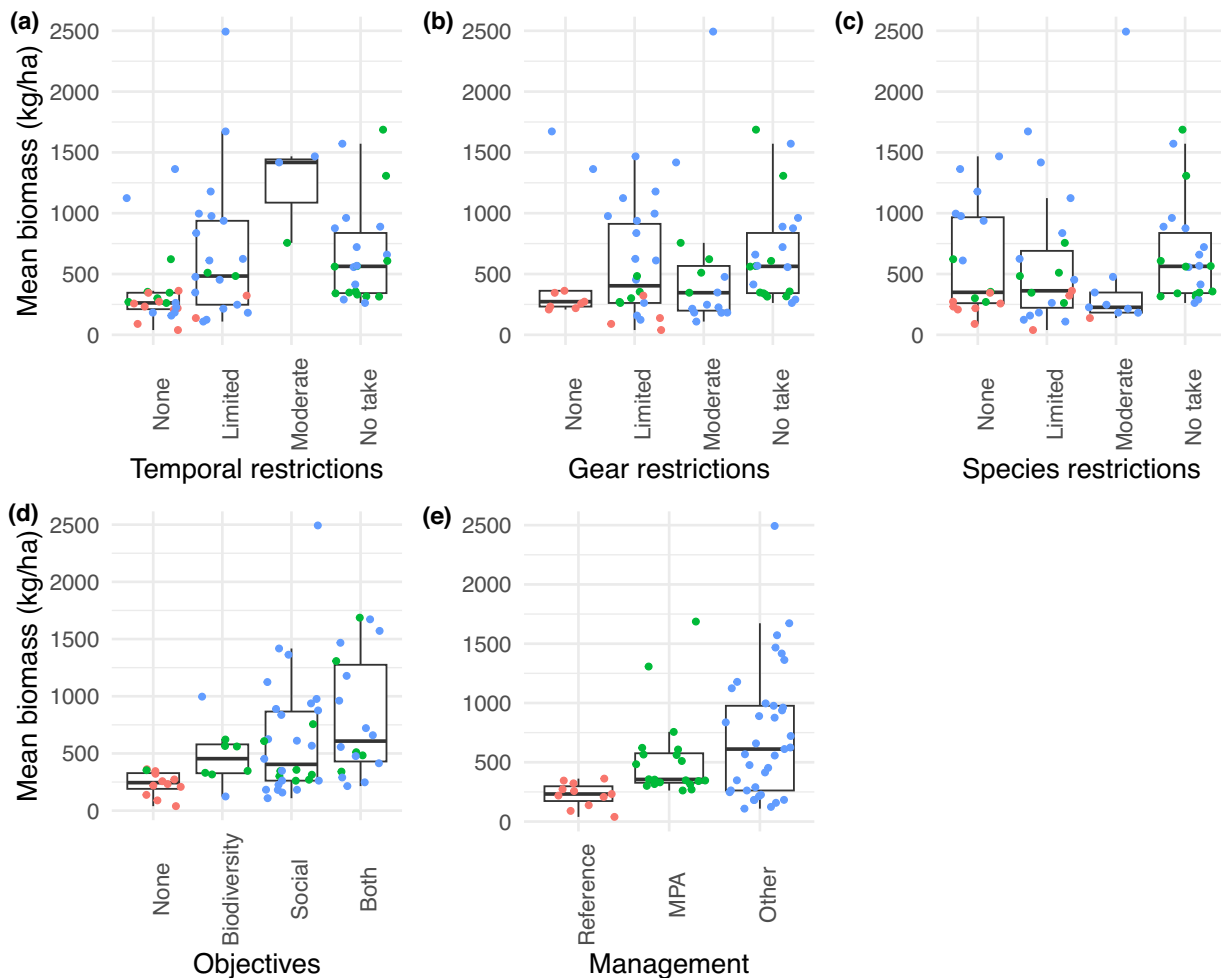 (a)
Mean biomass (kg/ha)
2500
2000
1500
1000
500
0
None
Limited
Moderate
No take
Temporal restrictions
(b)
2500
2000
1500
1000
500
0
None
Limited
Moderate
No take
Gear restrictions
(c)
2500
2000
1500
1000
500
0
None
Limited
Moderate
No take
Species restrictions
(d)
Mean biomass (kg/ha)
2500
2000
1500
1000
500
0
None
Biodiversity
Social
Both
Objectives
(e)
2500
2000
1500
1000
500
0
Reference
MPA
Other
Management